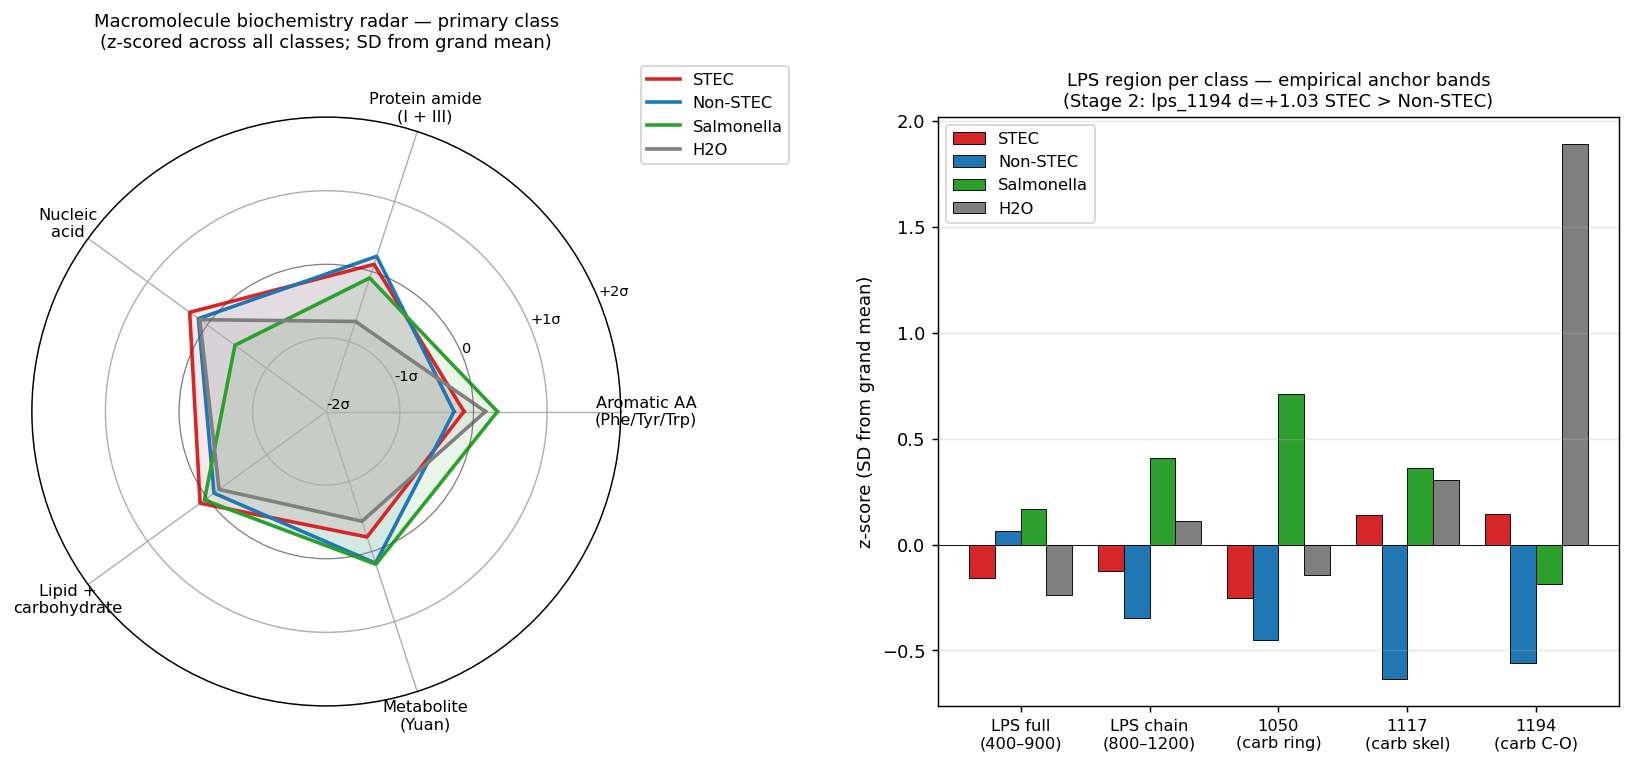 Macromolecule biochemistry radar — primary class
(z-scored across all classes; SD from grand mean)
STEC
Non-STEC
Salmonella
H2O
Protein amide
(I + III)
Nucleic
acid
+2σ
+1σ
0
-1σ
-2σ
Aromatic AA
(Phe/Tyr/Trp)
Lipid +
carbohydrate
Metabolite
(Yuan)
LPS region per class — empirical anchor bands
(Stage 2: lps_1194 d=+1.03 STEC > Non-STEC)
STEC
Non-STEC
Salmonella
H2O
z-score (SD from grand mean)
2.0
1.5
1.0
0.5
0.0
−0.5
LPS full
(400–900)
LPS chain
(800–1200)
1050
(carb ring)
1117
(carb skel)
1194
(carb C-O)